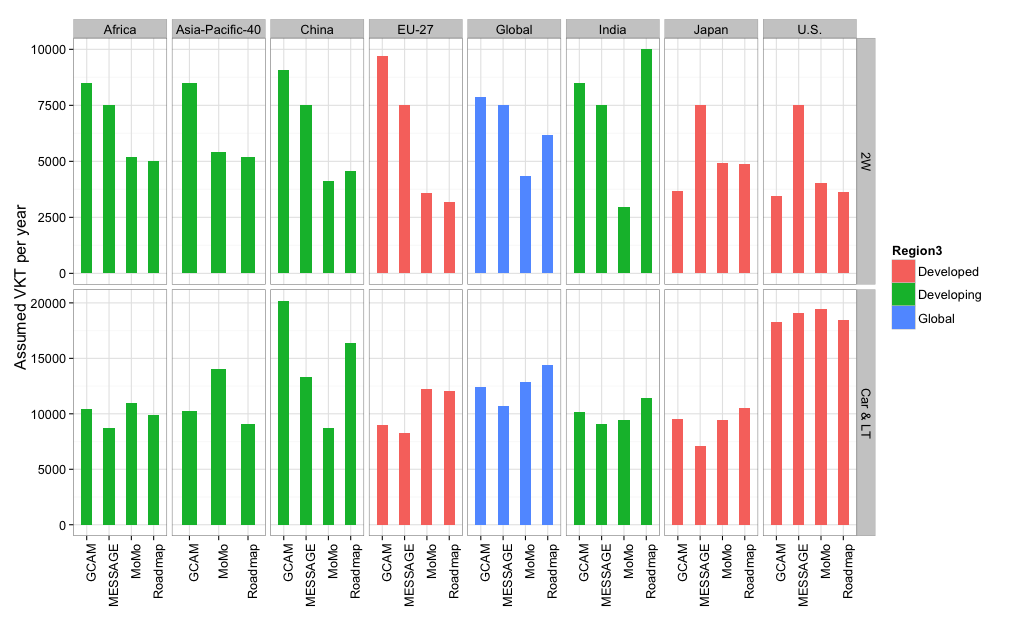 Africa Asia-Pacific-40 China EU-27 Global India Japan U.S.
Assumed VKT per year
10000
7500
5000
2500
0
2W
20000
15000
10000
5000
0
Car & LT
GCAM MESSAGE MoMo Roadmap GCAM MoMo Roadmap GCAM MESSAGE MoMo Roadmap GCAM MESSAGE MoMo Roadmap GCAM MESSAGE MoMo Roadmap GCAM MESSAGE MoMo Roadmap GCAM MESSAGE MoMo Roadmap GCAM MESSAGE MoMo Roadmap
Region3
Developed
Developing
Global